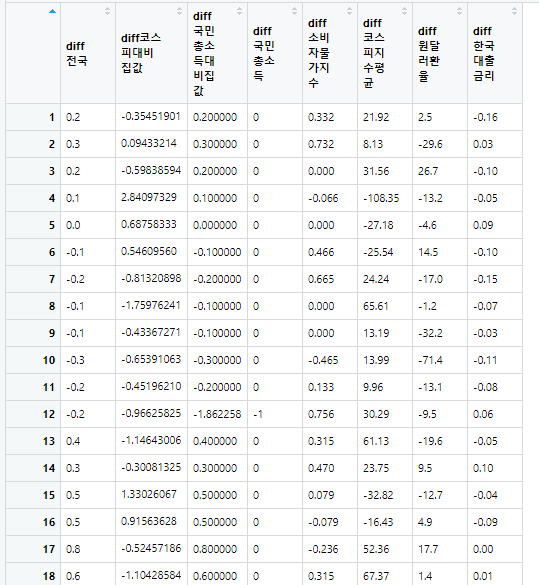 diff 전국 diff코스피대비집값 diff 국민총소득대비집값 diff 국민총소득 diff 소비자물가지수 diff 코스피지수평균 diff 원달러환율 diff 한국대출금리
1 0.2 -0.35451901 0.200000 0 0.332 21.92 2.5 -0.16
2 0.3 0.09433214 0.300000 0 0.732 8.13 -29.6 0.03
3 0.2 -0.59838594 0.200000 0 0.000 31.56 26.7 -0.10
4 0.1 2.84097329 0.100000 0 -0.066 -108.35 -13.2 -0.05
5 0.0 0.68758333 0.000000 0 0.000 -27.18 -4.6 0.09
6 -0.1 0.54609560 -0.100000 0 0.466 -25.54 14.5 -0.10
7 -0.2 -0.81320898 -0.200000 0 0.665 24.24 -17.0 -0.15
8 -0.1 -1.75976241 -0.100000 0 0.000 65.61 -1.2 -0.07
9 -0.1 -0.43367271 -0.100000 0 0.000 13.19 -32.2 -0.03
10 -0.3 -0.65391063 -0.300000 0 -0.465 13.99 -71.4 -0.11
11 -0.2 -0.45196210 -0.200000 0 0.133 9.96 -13.1 -0.08
12 -0.2 -0.96625825 -1.862258 -1 0.756 30.29 -9.5 0.06
13 0.4 -1.14643006 0.400000 0 0.315 61.13 -19.6 -0.05
14 0.3 -0.30081325 0.300000 0 0.470 23.75 9.5 0.10
15 0.5 1.33026067 0.500000 0 0.079 -32.82 -12.7 -0.04
16 0.5 0.91563628 0.500000 0 -0.079 -16.43 4.9 -0.09
17 0.8 -0.52457186 0.800000 0 -0.236 52.36 17.7 0.00
18 0.6 -1.10428584 0.600000 0 0.315 67.37 1.4 0.01